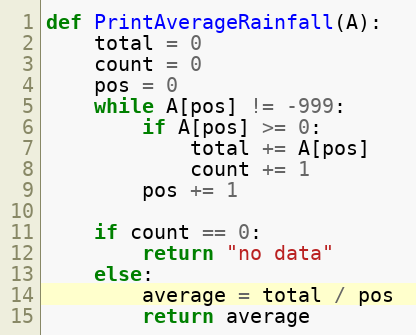 1 def PrintAverageRainfall(A):
2     total = 0
3     count = 0
4     pos = 0
5     while A[pos] != -999:
6         if A[pos] >= 0:
7             total += A[pos]
8             count += 1
9         pos += 1
10
11     if count == 0:
12         return "no data"
13     else:
14         average = total / pos
15         return average